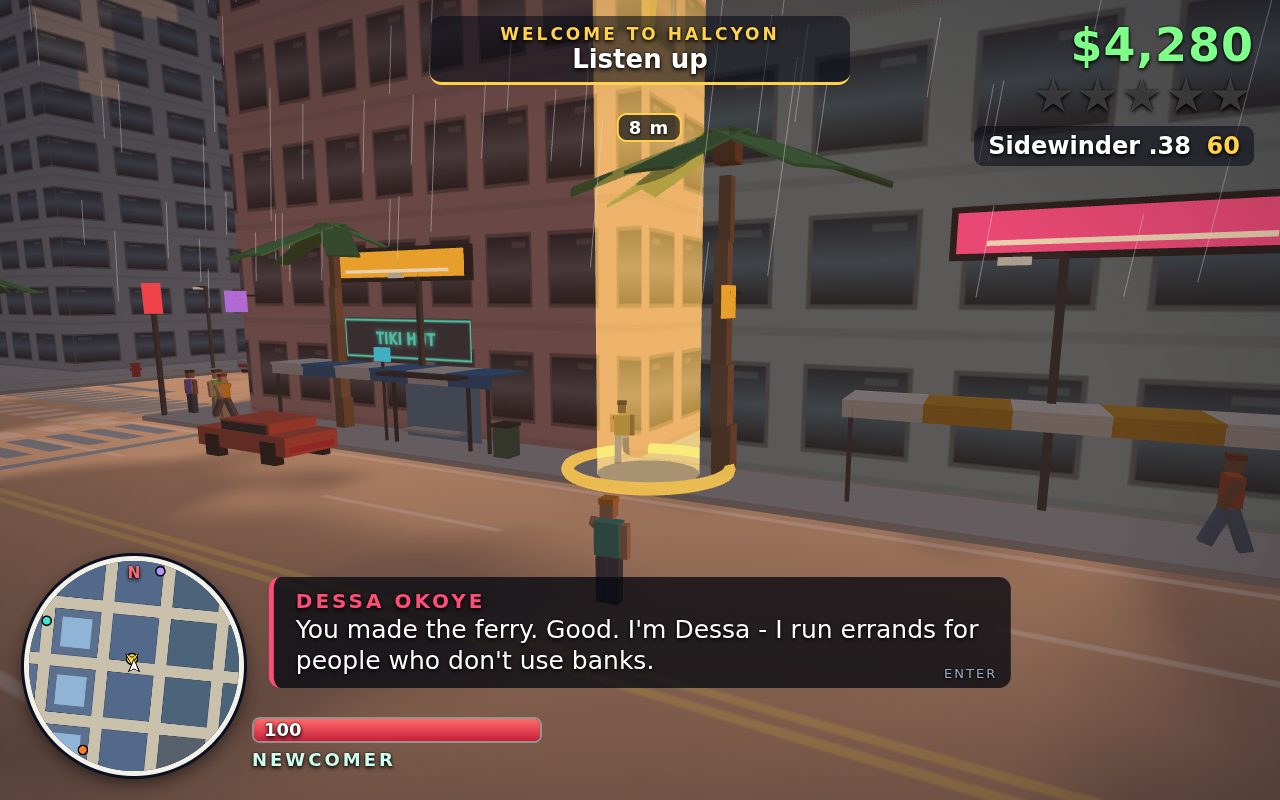 WELCOME TO HALCYON
Listen up
$4,280
8 m
Sidewinder .38 60
TIKI HUT
N
DESSA OKOYE
You made the ferry. Good. I'm Dessa - I run errands for
people who don't use banks.
ENTER
100
NEWCOMER